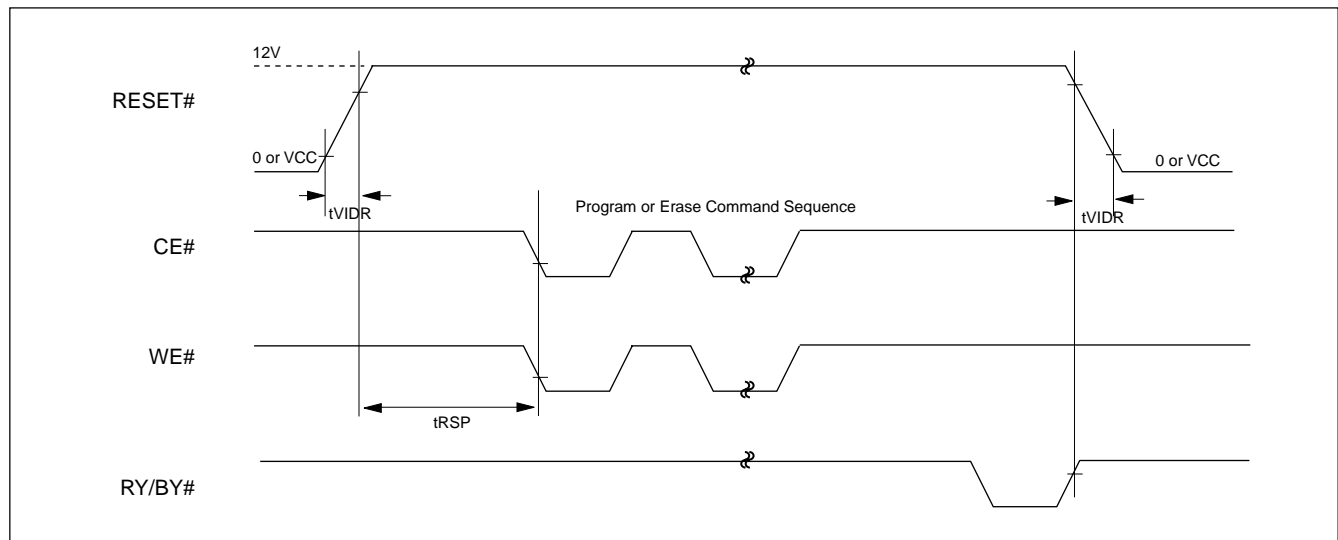 12V
RESET#
0 or VCC
0 or VCC
tVIDR
Program or Erase Command Sequence
tVIDR
CE#
WE#
tRSP
RY/BY#